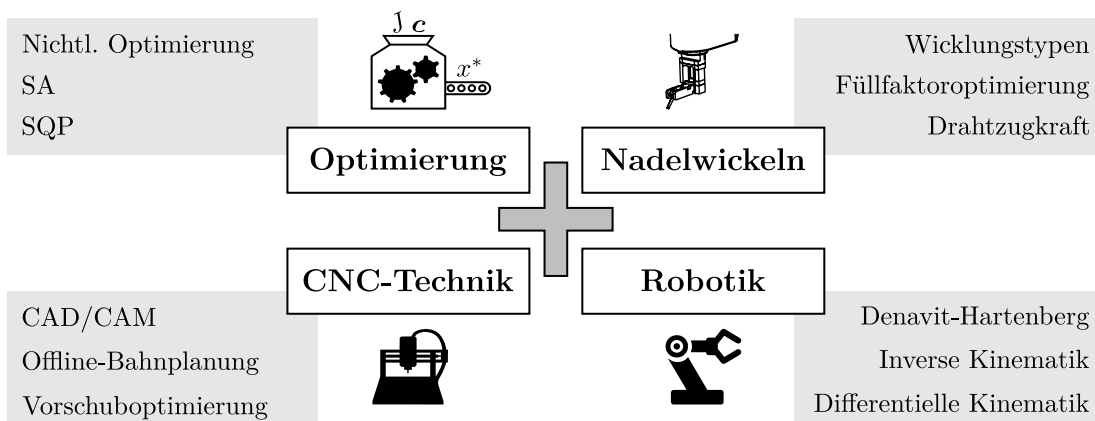 Nichtl. Optimierung
SA
SQP
J c
x*
Optimierung
Wicklungstypen
Füllfaktoroptimierung
Drahtzugkraft
Nadelwickeln
CNC-Technik
CAD/CAM
Offline-Bahnplanung
Vorschuboptimierung
Robotik
Denavit-Hartenberg
Inverse Kinematik
Differentielle Kinematik